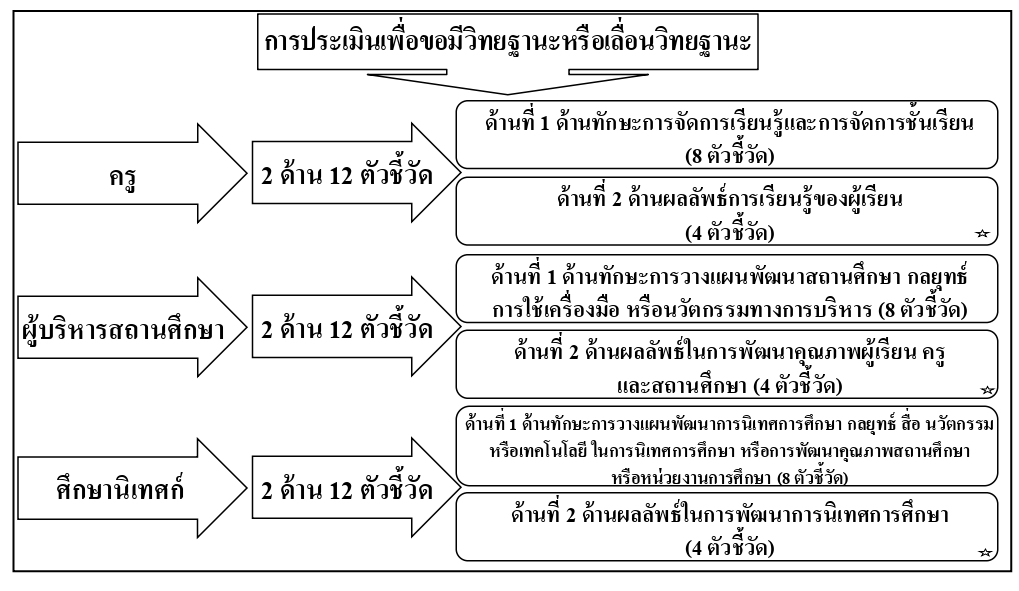 การประเมินเพื่อขอมีวิทยฐานะหรือเลื่อนวิทยฐานะ
ครู
2 ด้าน 12 ตัวชี้วัด
ด้านที่ 1 ด้านทักษะการจัดการเรียนรู้และการจัดการชั้นเรียน
(8 ตัวชี้วัด)
ด้านที่ 2 ด้านผลลัพธ์การเรียนรู้ของผู้เรียน
(4 ตัวชี้วัด)
ผู้บริหารสถานศึกษา
2 ด้าน 12 ตัวชี้วัด
ด้านที่ 1 ด้านทักษะการวางแผนพัฒนาสถานศึกษา กลยุทธ์
การใช้เครื่องมือ หรือนวัตกรรมทางการบริหาร (8 ตัวชี้วัด)
ด้านที่ 2 ด้านผลลัพธ์ในการพัฒนาคุณภาพผู้เรียน ครู
และสถานศึกษา (4 ตัวชี้วัด)
ศึกษานิเทศก์
2 ด้าน 12 ตัวชี้วัด
ด้านที่ 1 ด้านทักษะการวางแผนพัฒนาการนิเทศการศึกษา กลยุทธ์ สื่อ นวัตกรรม
หรือเทคโนโลยี ในการนิเทศการศึกษา หรือการพัฒนาคุณภาพสถานศึกษา
หรือหน่วยงานการศึกษา (8 ตัวชี้วัด)
ด้านที่ 2 ด้านผลลัพธ์ในการพัฒนาการนิเทศการศึกษา
(4 ตัวชี้วัด)